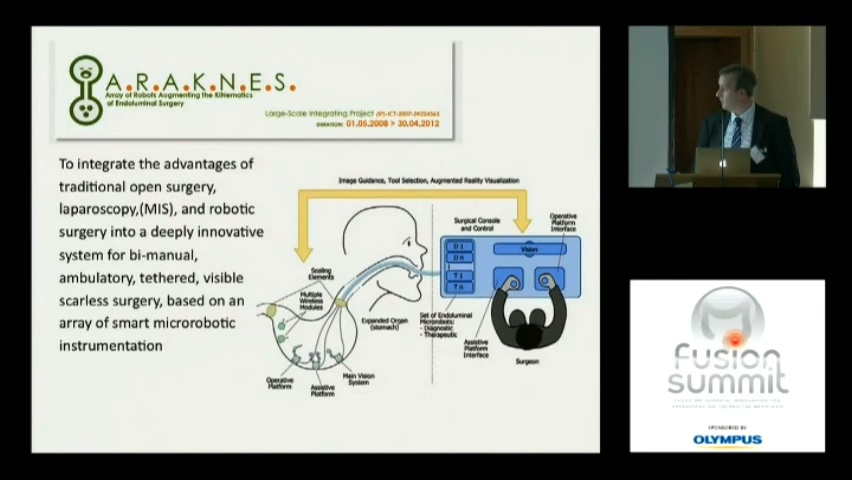 A.R.A.K.N.E.S.
Array of Robots Augmenting the KiNematics
of Endoluminal Surgery
Large-Scale Integrating Project
DURATION: 01.05.2008 > 30.04.2012
To integrate the advantages of
traditional open surgery,
laparoscopy,(MIS), and robotic
surgery into a deeply innovative
system for bi-manual,
ambulatory, tethered, visible
scarless surgery, based on an
array of smart microrobotic
instrumentation
Image Guidance, Tool Selection, Augmented Reality Visualization
Surgical Console
and Control
Operative
Platform
Interface
D 1
D n
T 1
T n
Vision
Sealing
Elements
Multiple
Wireless
Modules
Expanded Organ
(stomach)
Set of Endoluminal
Microrobots:
- Diagnostic
- Therapeutic
Assistive
Platform
Interface
Surgeon
Operative
Platform
Assistive
Platform
Main Vision
System
fusion
summit
SPONSORED BY
OLYMPUS